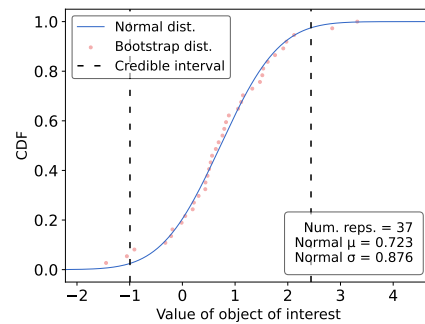 Normal dist.
Bootstrap dist.
Credible interval
1.0
0.8
0.6
0.4
0.2
0.0
CDF
Num. reps. = 37
Normal μ = 0.723
Normal σ = 0.876
−2 −1 0 1 2 3 4
Value of object of interest